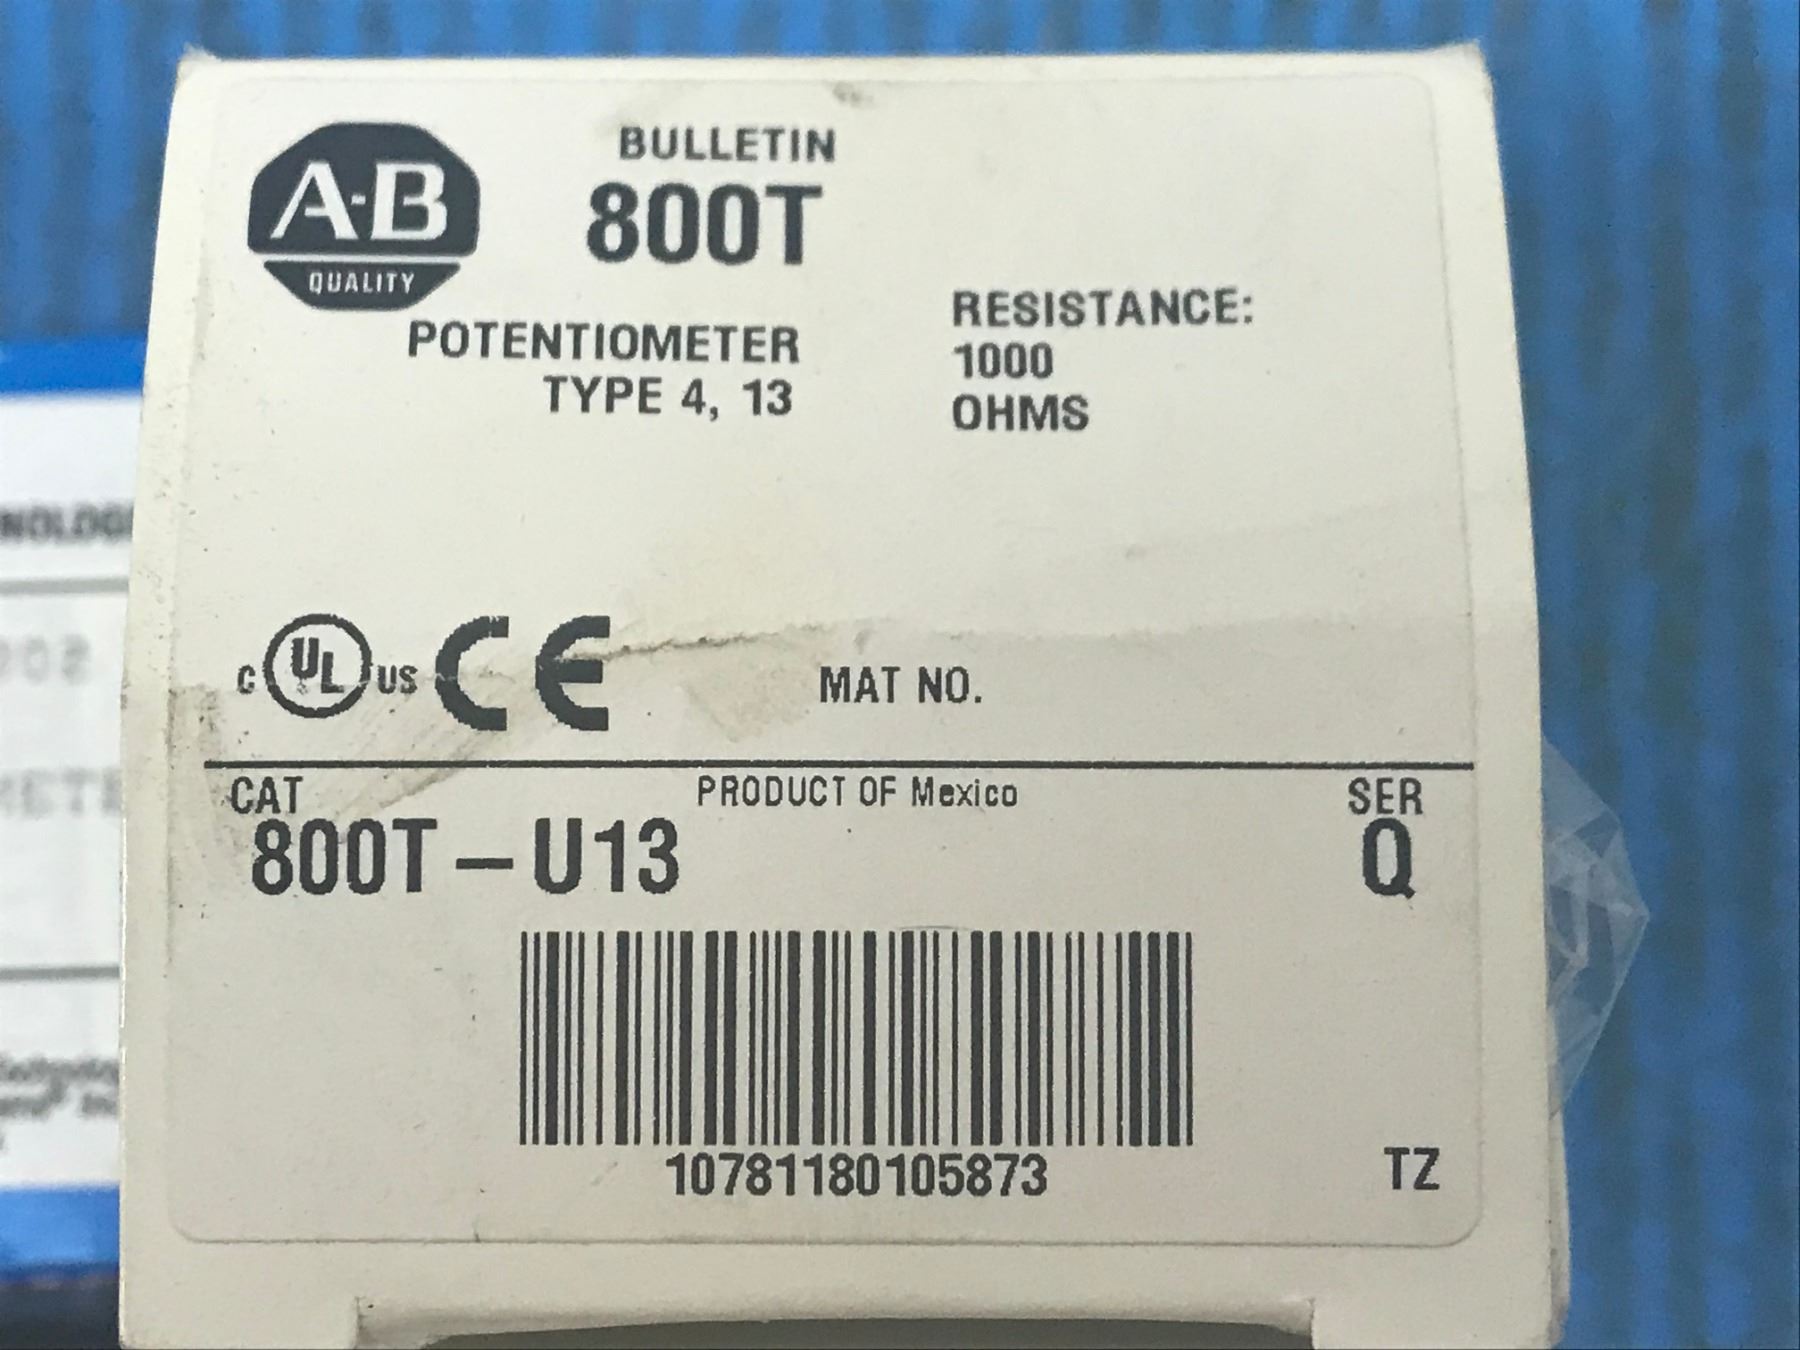 A-B
QUALITY
BULLETIN
800T
POTENTIOMETER
TYPE 4, 13
RESISTANCE:
1000
OHMS
C UL US CE
MAT NO.
CAT
PRODUCT OF Mexico
SER
800T-U13
Q
10781180105873
TZ